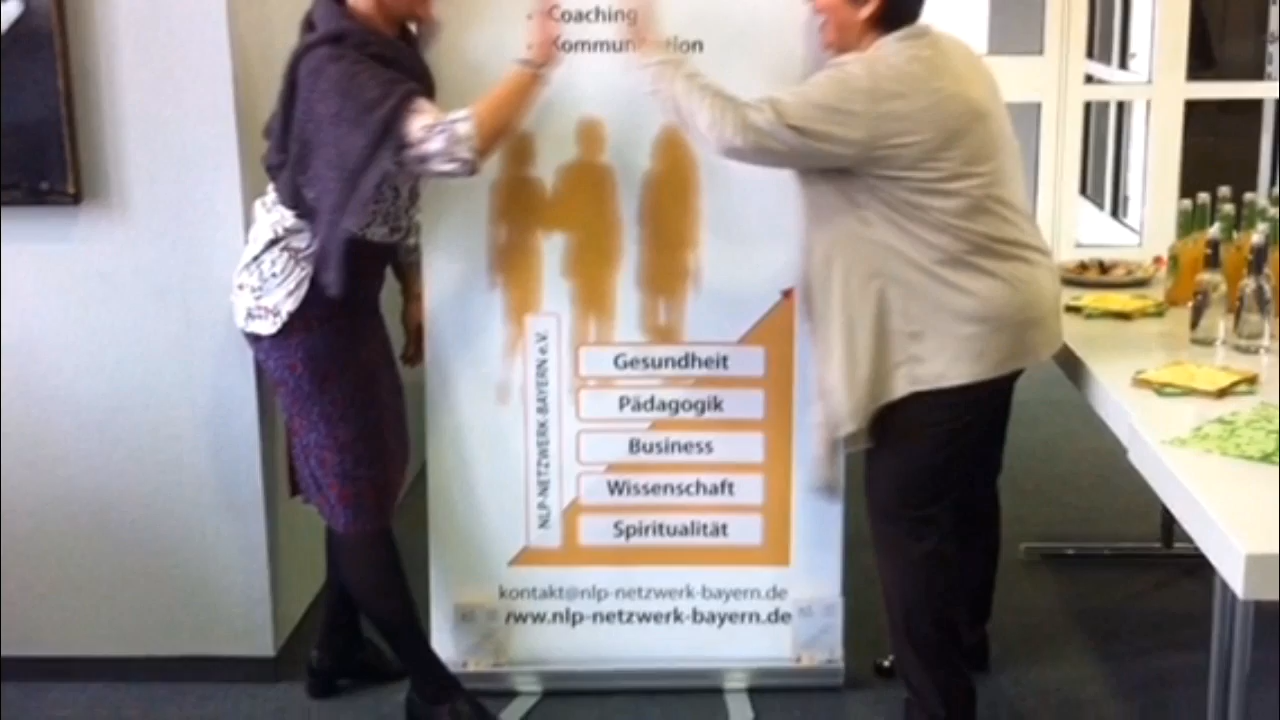 Coaching
Kommunikation
NLP-NETZWERK-BAYERN e.V.
Gesundheit
Pädagogik
Business
Wissenschaft
Spiritualität
kontakt@nlp-netzwerk-bayern.de
www.nlp-netzwerk-bayern.de